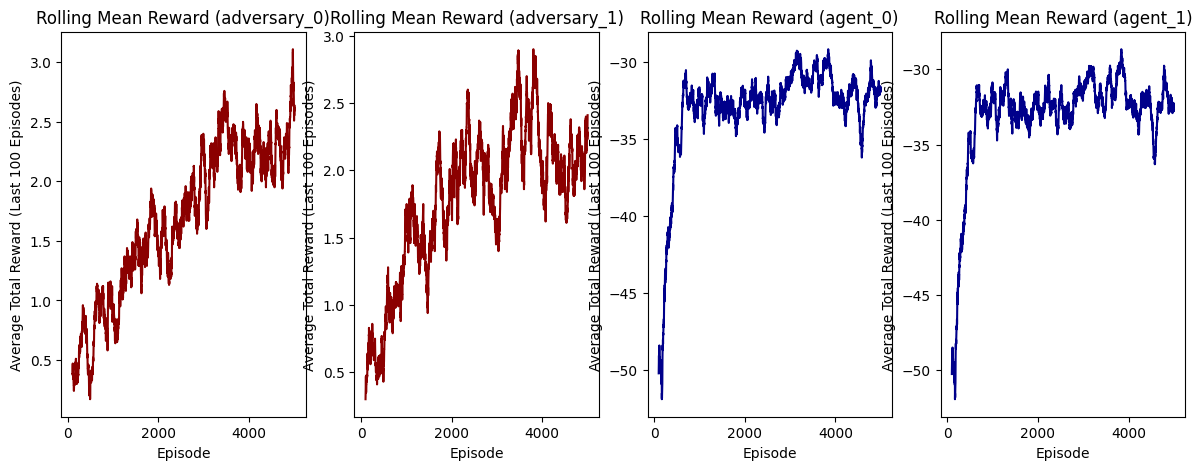 Rolling Mean Reward (adversary_0)
Average Total Reward (Last 100 Episodes)
3.0
2.5
2.0
1.5
1.0
0.5
0
2000
4000
Episode
Rolling Mean Reward (adversary_1)
Average Total Reward (Last 100 Episodes)
3.0
2.5
2.0
1.5
1.0
0.5
0
2000
4000
Episode
Rolling Mean Reward (agent_0)
Average Total Reward (Last 100 Episodes)
−30
−35
−40
−45
−50
0
2000
4000
Episode
Rolling Mean Reward (agent_1)
Average Total Reward (Last 100 Episodes)
−30
−35
−40
−45
−50
0
2000
4000
Episode